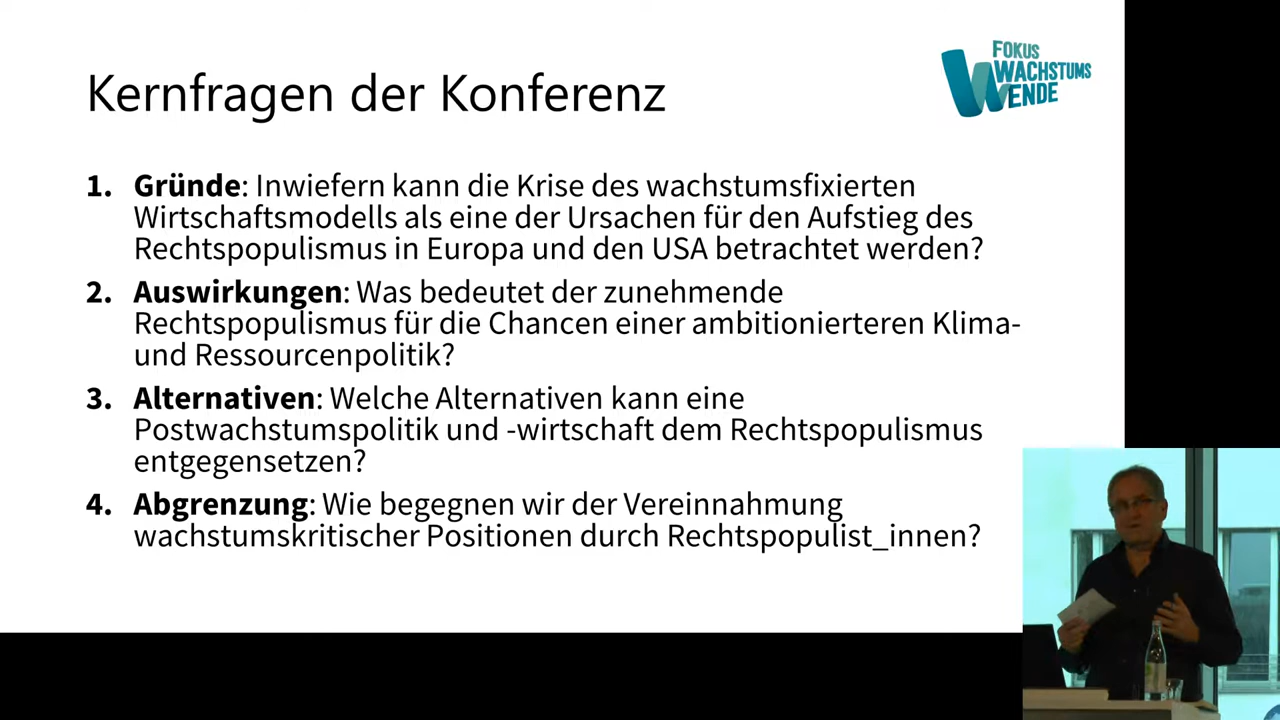 Kernfragen der Konferenz
FOKUS
WACHSTUMS
WENDE
1. Gründe: Inwiefern kann die Krise des wachstumsfixierten
Wirtschaftsmodells als eine der Ursachen für den Aufstieg des
Rechtspopulismus in Europa und den USA betrachtet werden?
2. Auswirkungen: Was bedeutet der zunehmende
Rechtspopulismus für die Chancen einer ambitionierteren Klima-
und Ressourcenpolitik?
3. Alternativen: Welche Alternativen kann eine
Postwachstumspolitik und -wirtschaft dem Rechtspopulismus
entgegensetzen?
4. Abgrenzung: Wie begegnen wir der Vereinnahmung
wachstumskritischer Positionen durch Rechtspopulist_innen?